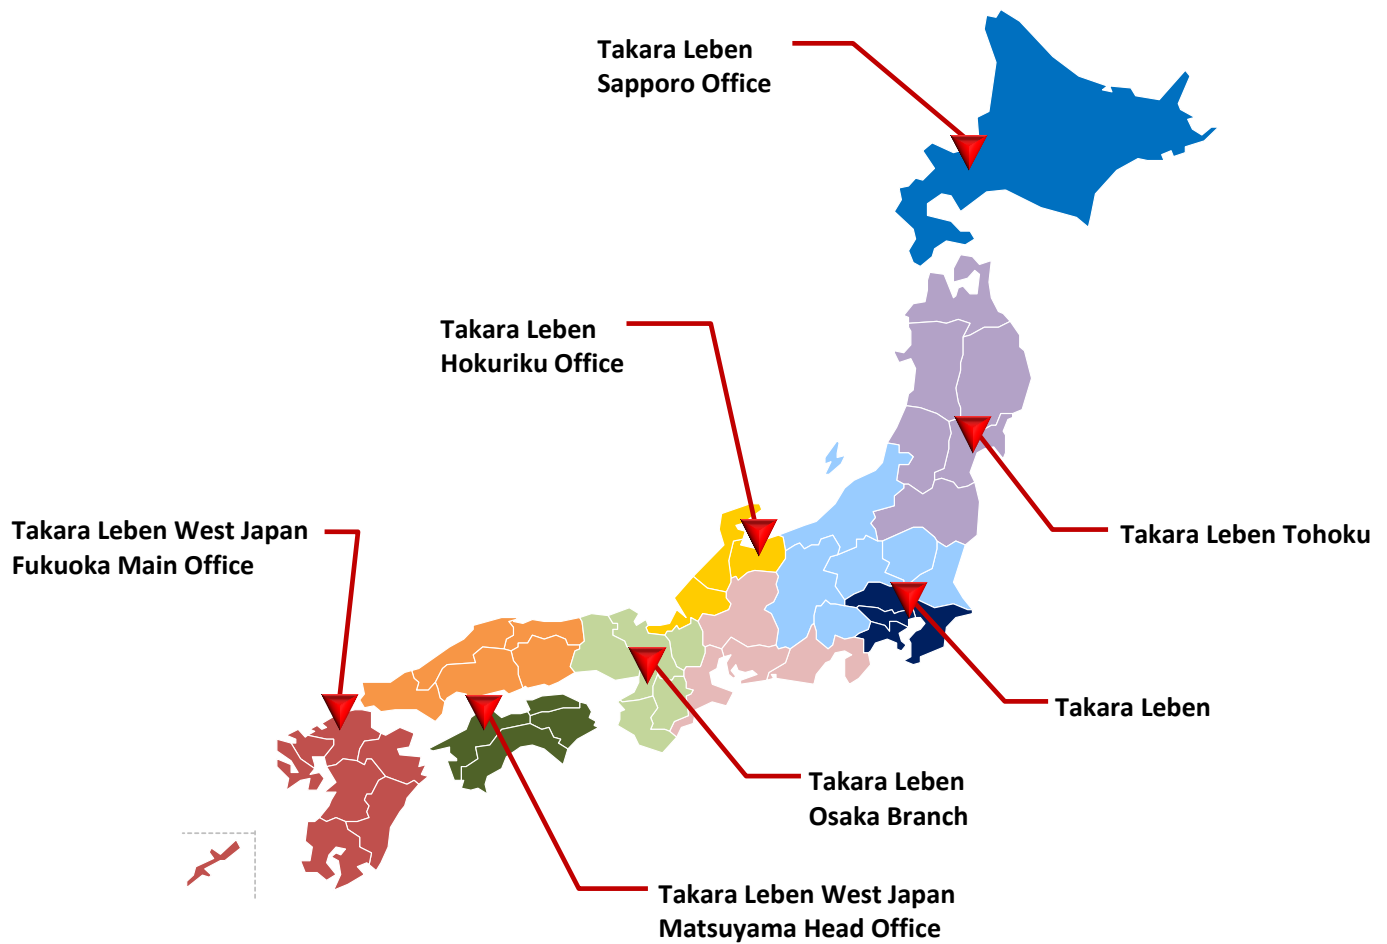 Takara Leben
Sapporo Office
Takara Leben
Hokuriku Office
Takara Leben West Japan
Fukuoka Main Office
Takara Leben Tohoku
Takara Leben
Takara Leben
Osaka Branch
Takara Leben West Japan
Matsuyama Head Office